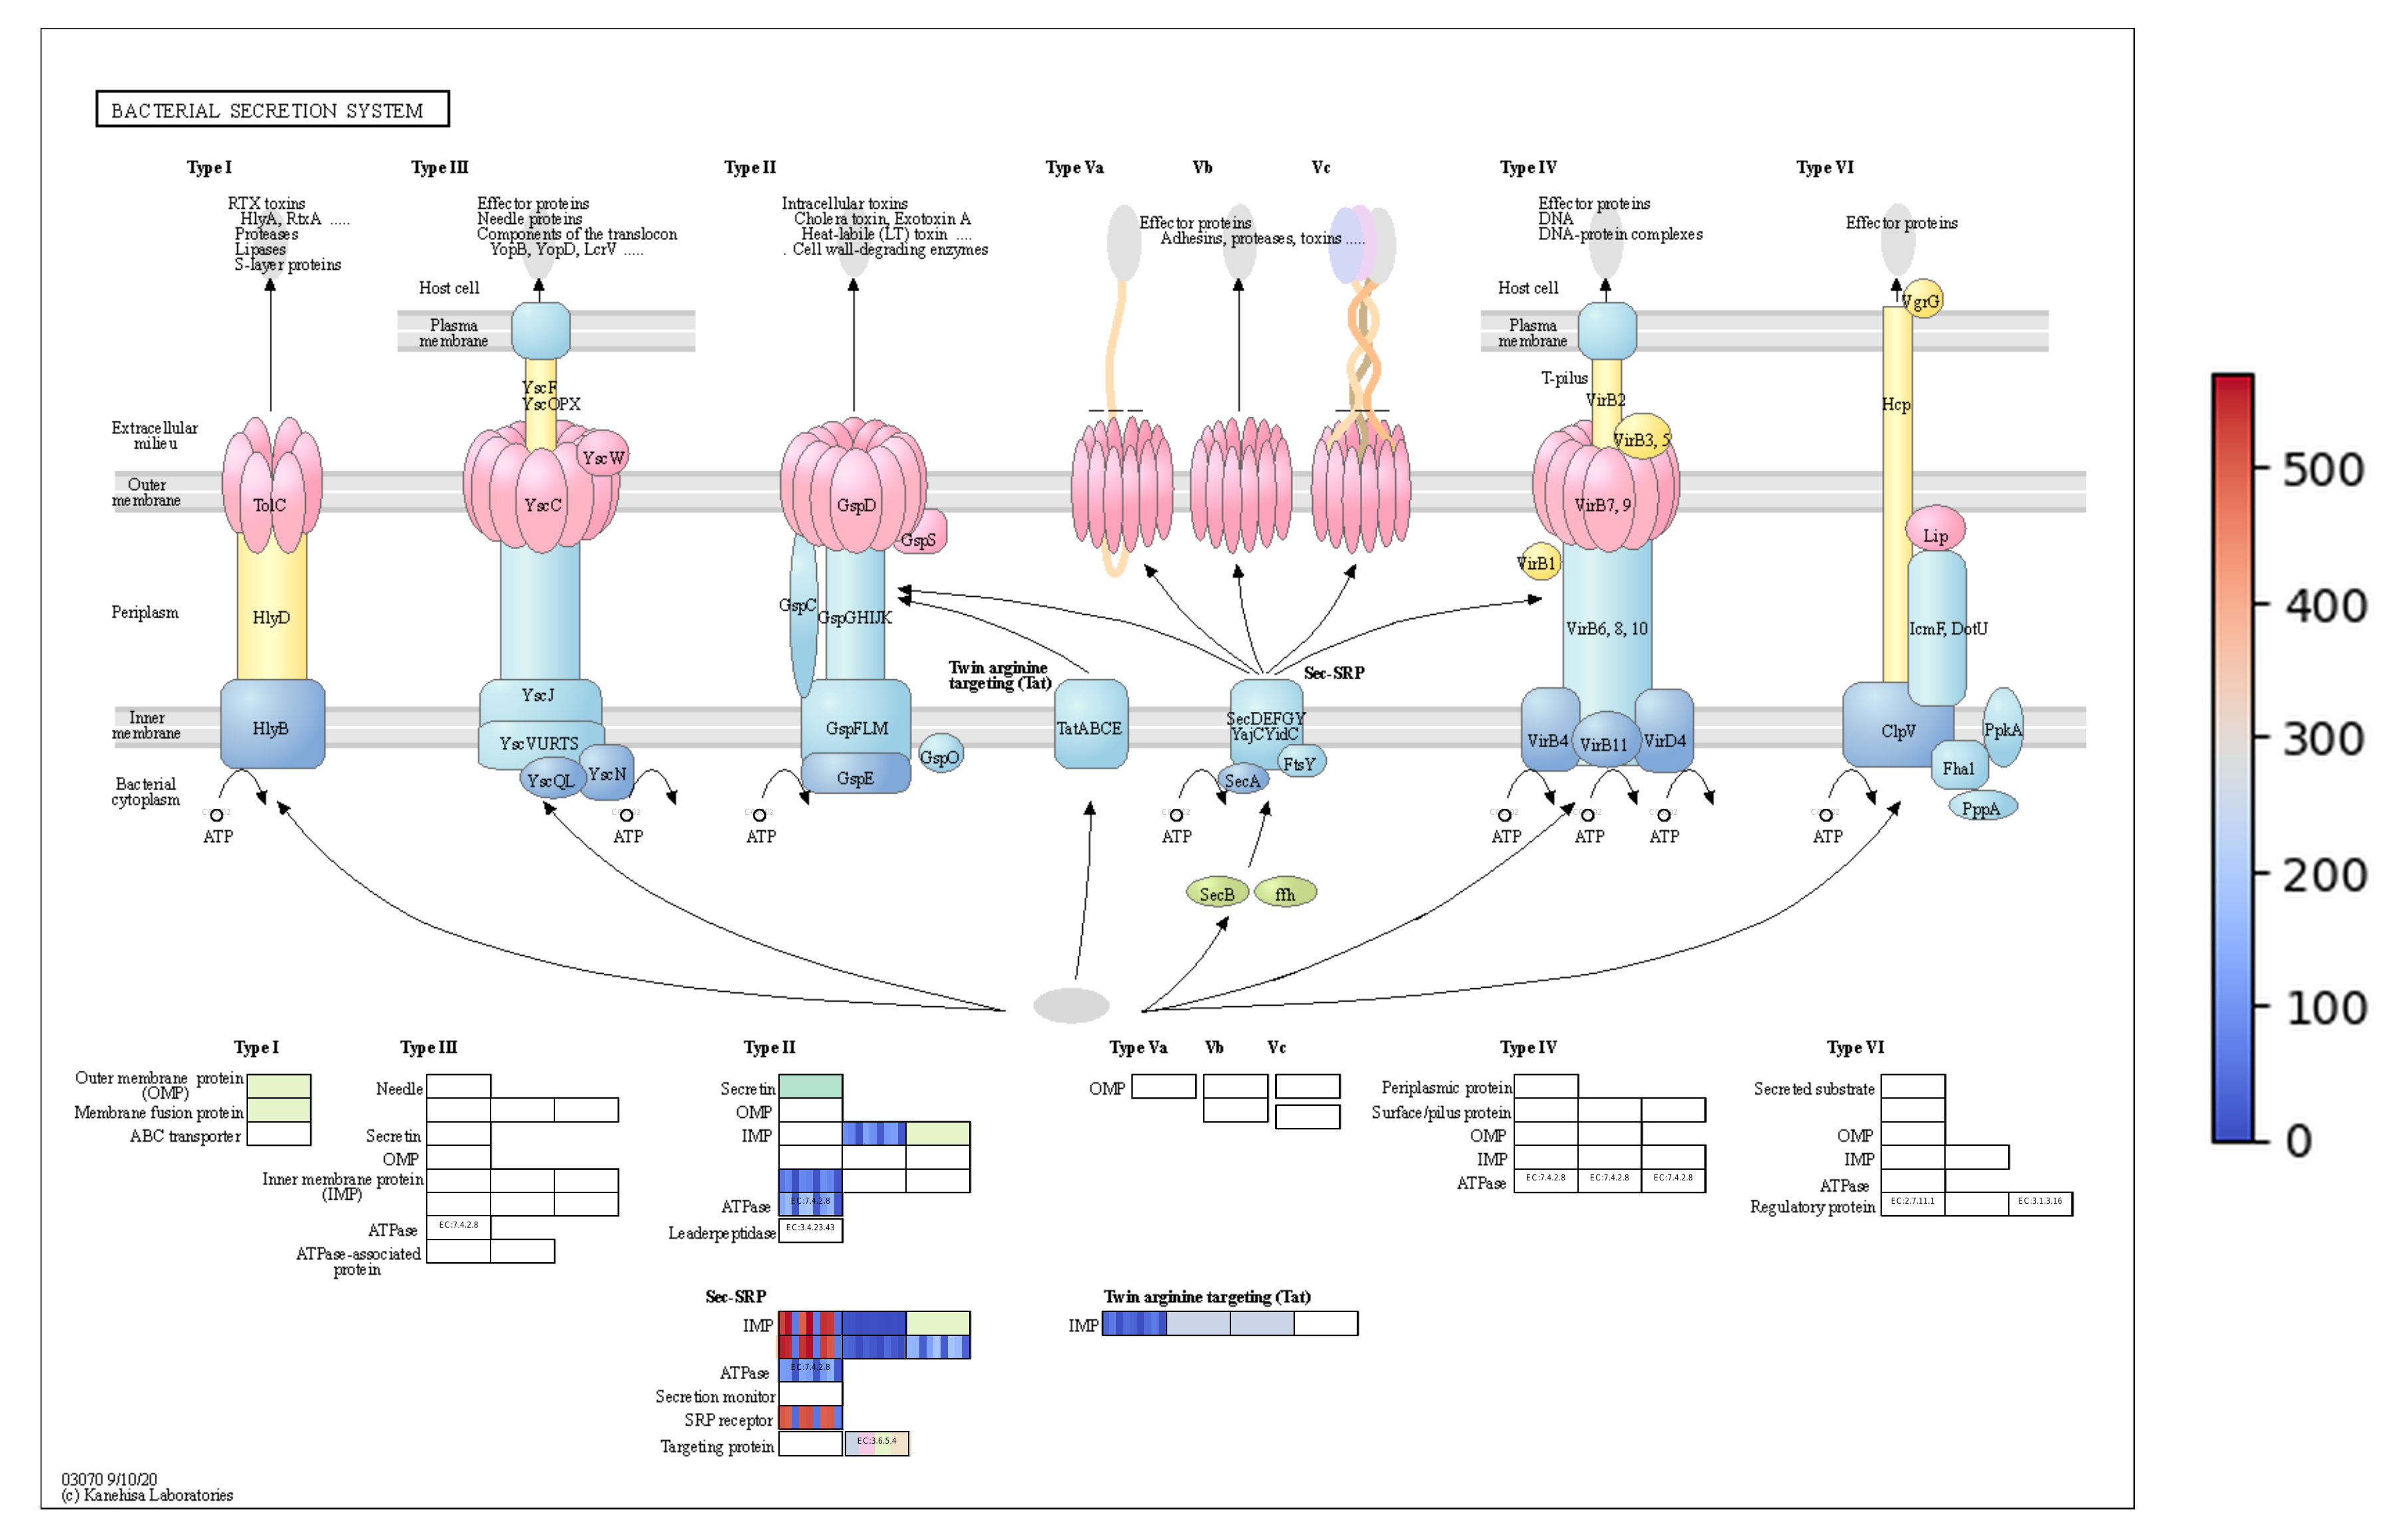 BACTERIAL SECRETION SYSTEM
Type I
Type III
Type II
Type Va
Vb
Vc
Type IV
Type VI
RTX toxins
HlyA, RtxA .....
Proteases
Lipases
S-layer proteins
Effector proteins
Needle proteins
Components of the translocon
YopB, YopD, LcrV .....
Intracellular toxins
Cholera toxin, Exotoxin A
Heat-labile (LT) toxin ....
. Cell wall-degrading enzymes
Effector proteins
Adhesins, proteases, toxins .....
Effector proteins
DNA
DNA-protein complexes
Effector proteins
Host cell
Host cell
VgrG
Plasma
membrane
Plasma
membrane
T-pilus
YscF
YscOPX
VirB2
Hcp
Extracellular
milieu
YscW
VirB3, 5
Outer
membrane
TolC
YscC
GspD
GspS
VirB7, 9
Lip
VirB1
Periplasm
HlyD
GspC
GspGHIJK
VirB6, 8, 10
IcmF, DotU
Twin arginine
targeting (Tat)
Sec-SRP
Inner
membrane
HlyB
YscJ
YscVURTS
GspFLM
TatABCE
SecDEFGY
YajCYidC
VirB4
VirB11
VirD4
ClpV
PpkA
Bacterial
cytoplasm
YscQL
YscN
GspE
GspO
SecA
FtsY
Fha1
PppA
ATP
ATP
ATP
ATP
ATP
ATP
ATP
ATP
SecB
ffh
Type I
Type III
Type II
Type Va
Vb
Vc
Type IV
Type VI
Outer membrane protein
(OMP)
Membrane fusion protein
ABC transporter
Needle
Secretin
OMP
Inner membrane protein
(IMP)
ATPase
EC:7.4.2.8
ATPase-associated
protein
Secretin
OMP
IMP
ATPase
EC:7.4.2.8
Leaderpeptidase
EC:3.4.23.43
OMP
Periplasmic protein
Surface/pilus protein
OMP
IMP
ATPase
EC:7.4.2.8
EC:7.4.2.8
EC:7.4.2.8
Secreted substrate
OMP
IMP
ATPase
Regulatory protein
EC:2.7.11.1
EC:3.1.3.16
Sec-SRP
IMP
ATPase
EC:7.4.2.8
Secretion monitor
SRP receptor
Targeting protein
EC:3.6.5.4
Twin arginine targeting (Tat)
IMP
03070 9/10/20
(c) Kanehisa Laboratories
500
400
300
200
100
0